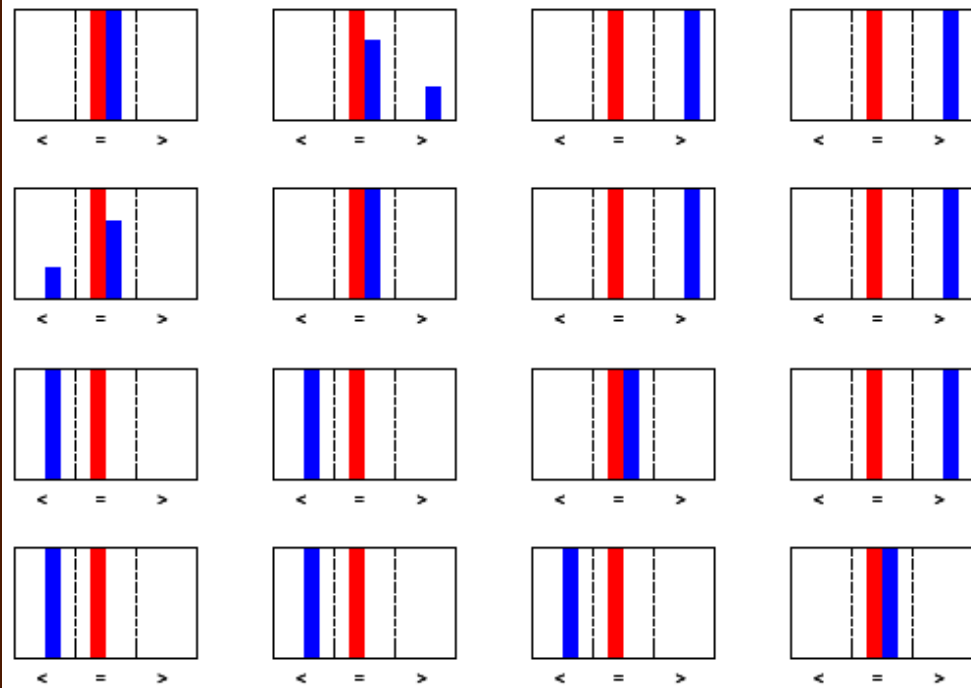 < = > < = > < = > < = >
< = > < = > < = > < = >
< = > < = > < = > < = >
< = > < = > < = > < = >